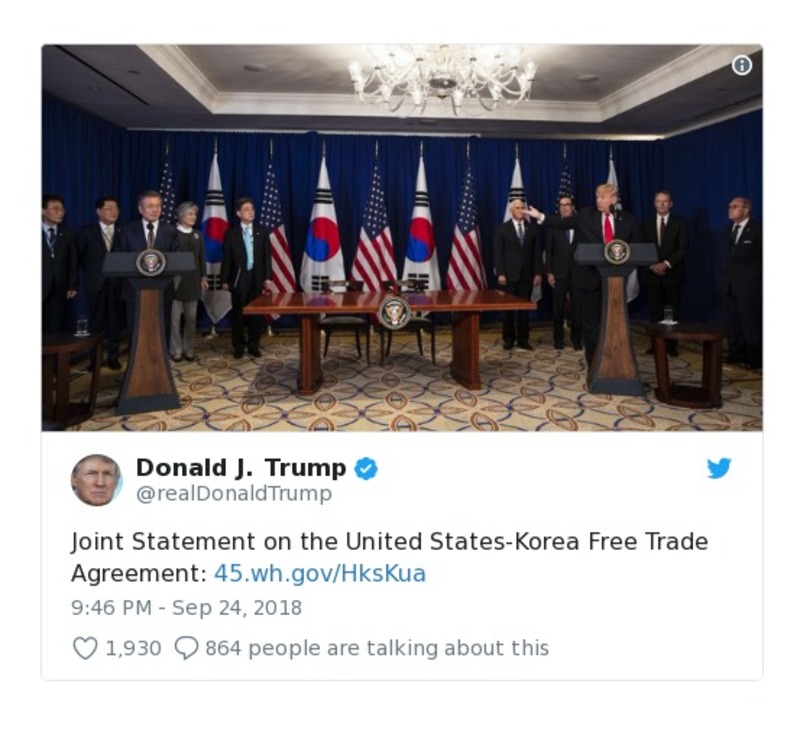 Donald J. Trump
@realDonaldTrump
Joint Statement on the United States-Korea Free Trade
Agreement: 45.wh.gov/HksKua
9:46 PM - Sep 24, 2018
1,930 864 people are talking about this